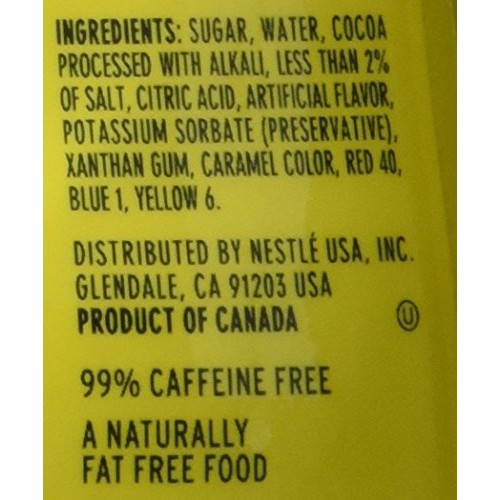 INGREDIENTS: SUGAR, WATER, COCOA
PROCESSED WITH ALKALI, LESS THAN 2%
OF SALT, CITRIC ACID, ARTIFICIAL FLAVOR,
POTASSIUM SORBATE (PRESERVATIVE),
XANTHAN GUM, CARAMEL COLOR, RED 40,
BLUE 1, YELLOW 6.
DISTRIBUTED BY NESTLÉ USA, INC.
GLENDALE, CA 91203 USA
PRODUCT OF CANADA
U
99% CAFFEINE FREE
A NATURALLY
FAT FREE FOOD